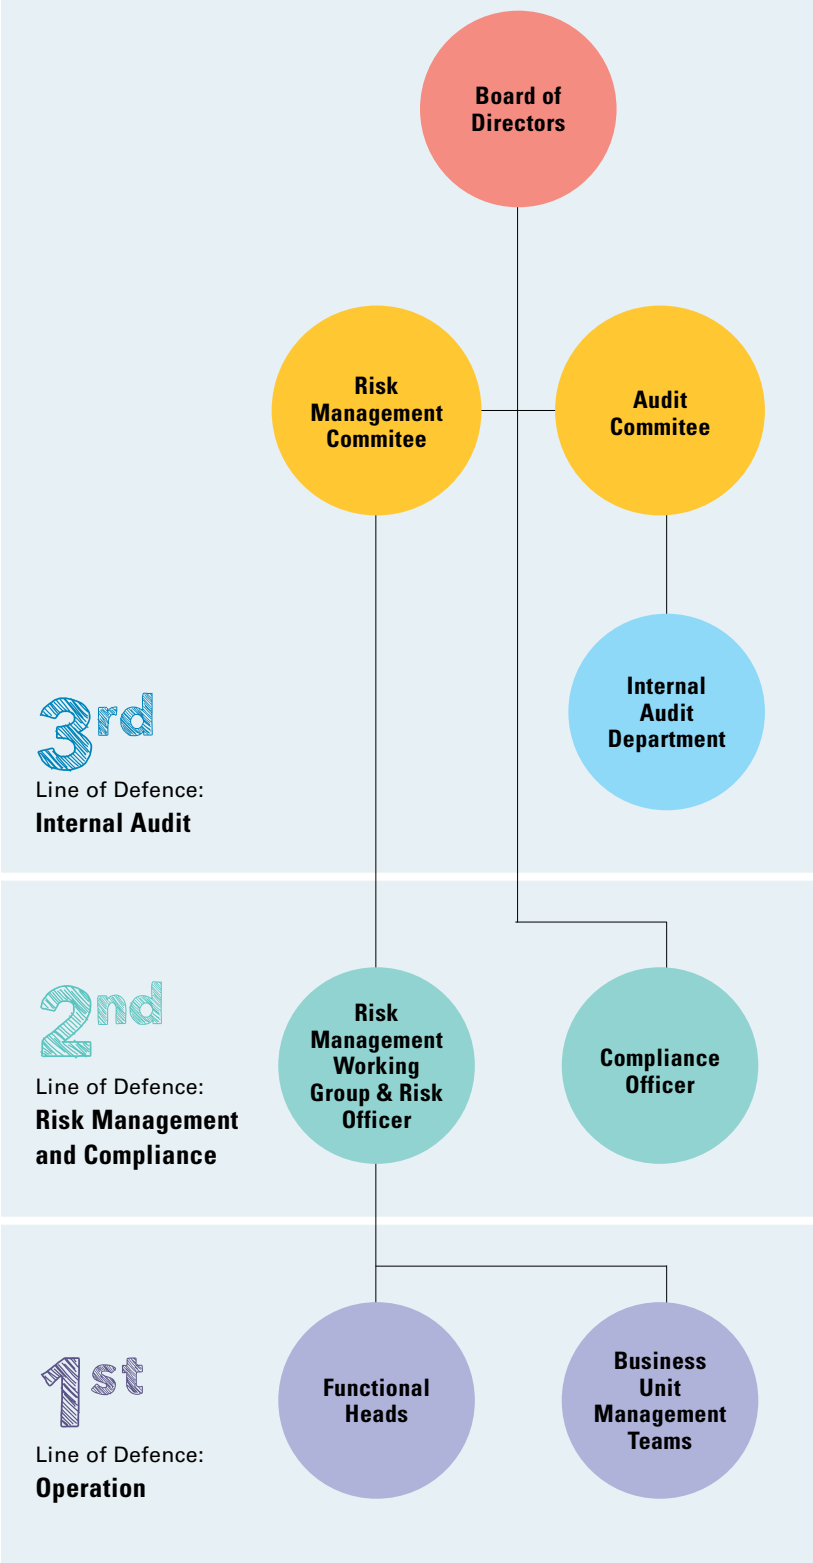 Board of
Directors
Risk
Management
Commitee
Audit
Commitee
Internal
Audit
Department
3rd
Line of Defence:
Internal Audit
2nd
Line of Defence:
Risk Management
and Compliance
Risk
Management
Working
Group & Risk
Officer
Compliance
Officer
1st
Line of Defence:
Operation
Functional
Heads
Business
Unit
Management
Teams